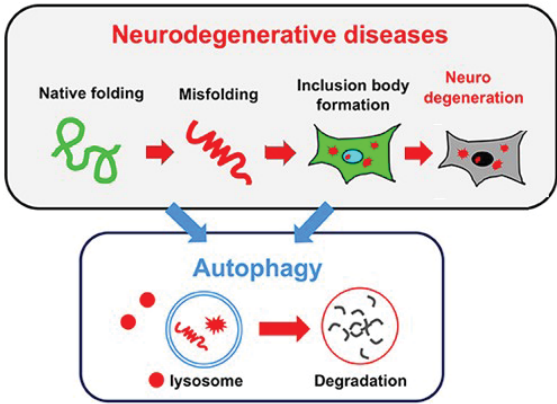 Neurodegenerative diseases
Native folding
Misfolding
Inclusion body
formation
Neuro
degeneration
Autophagy
lysosome
Degradation